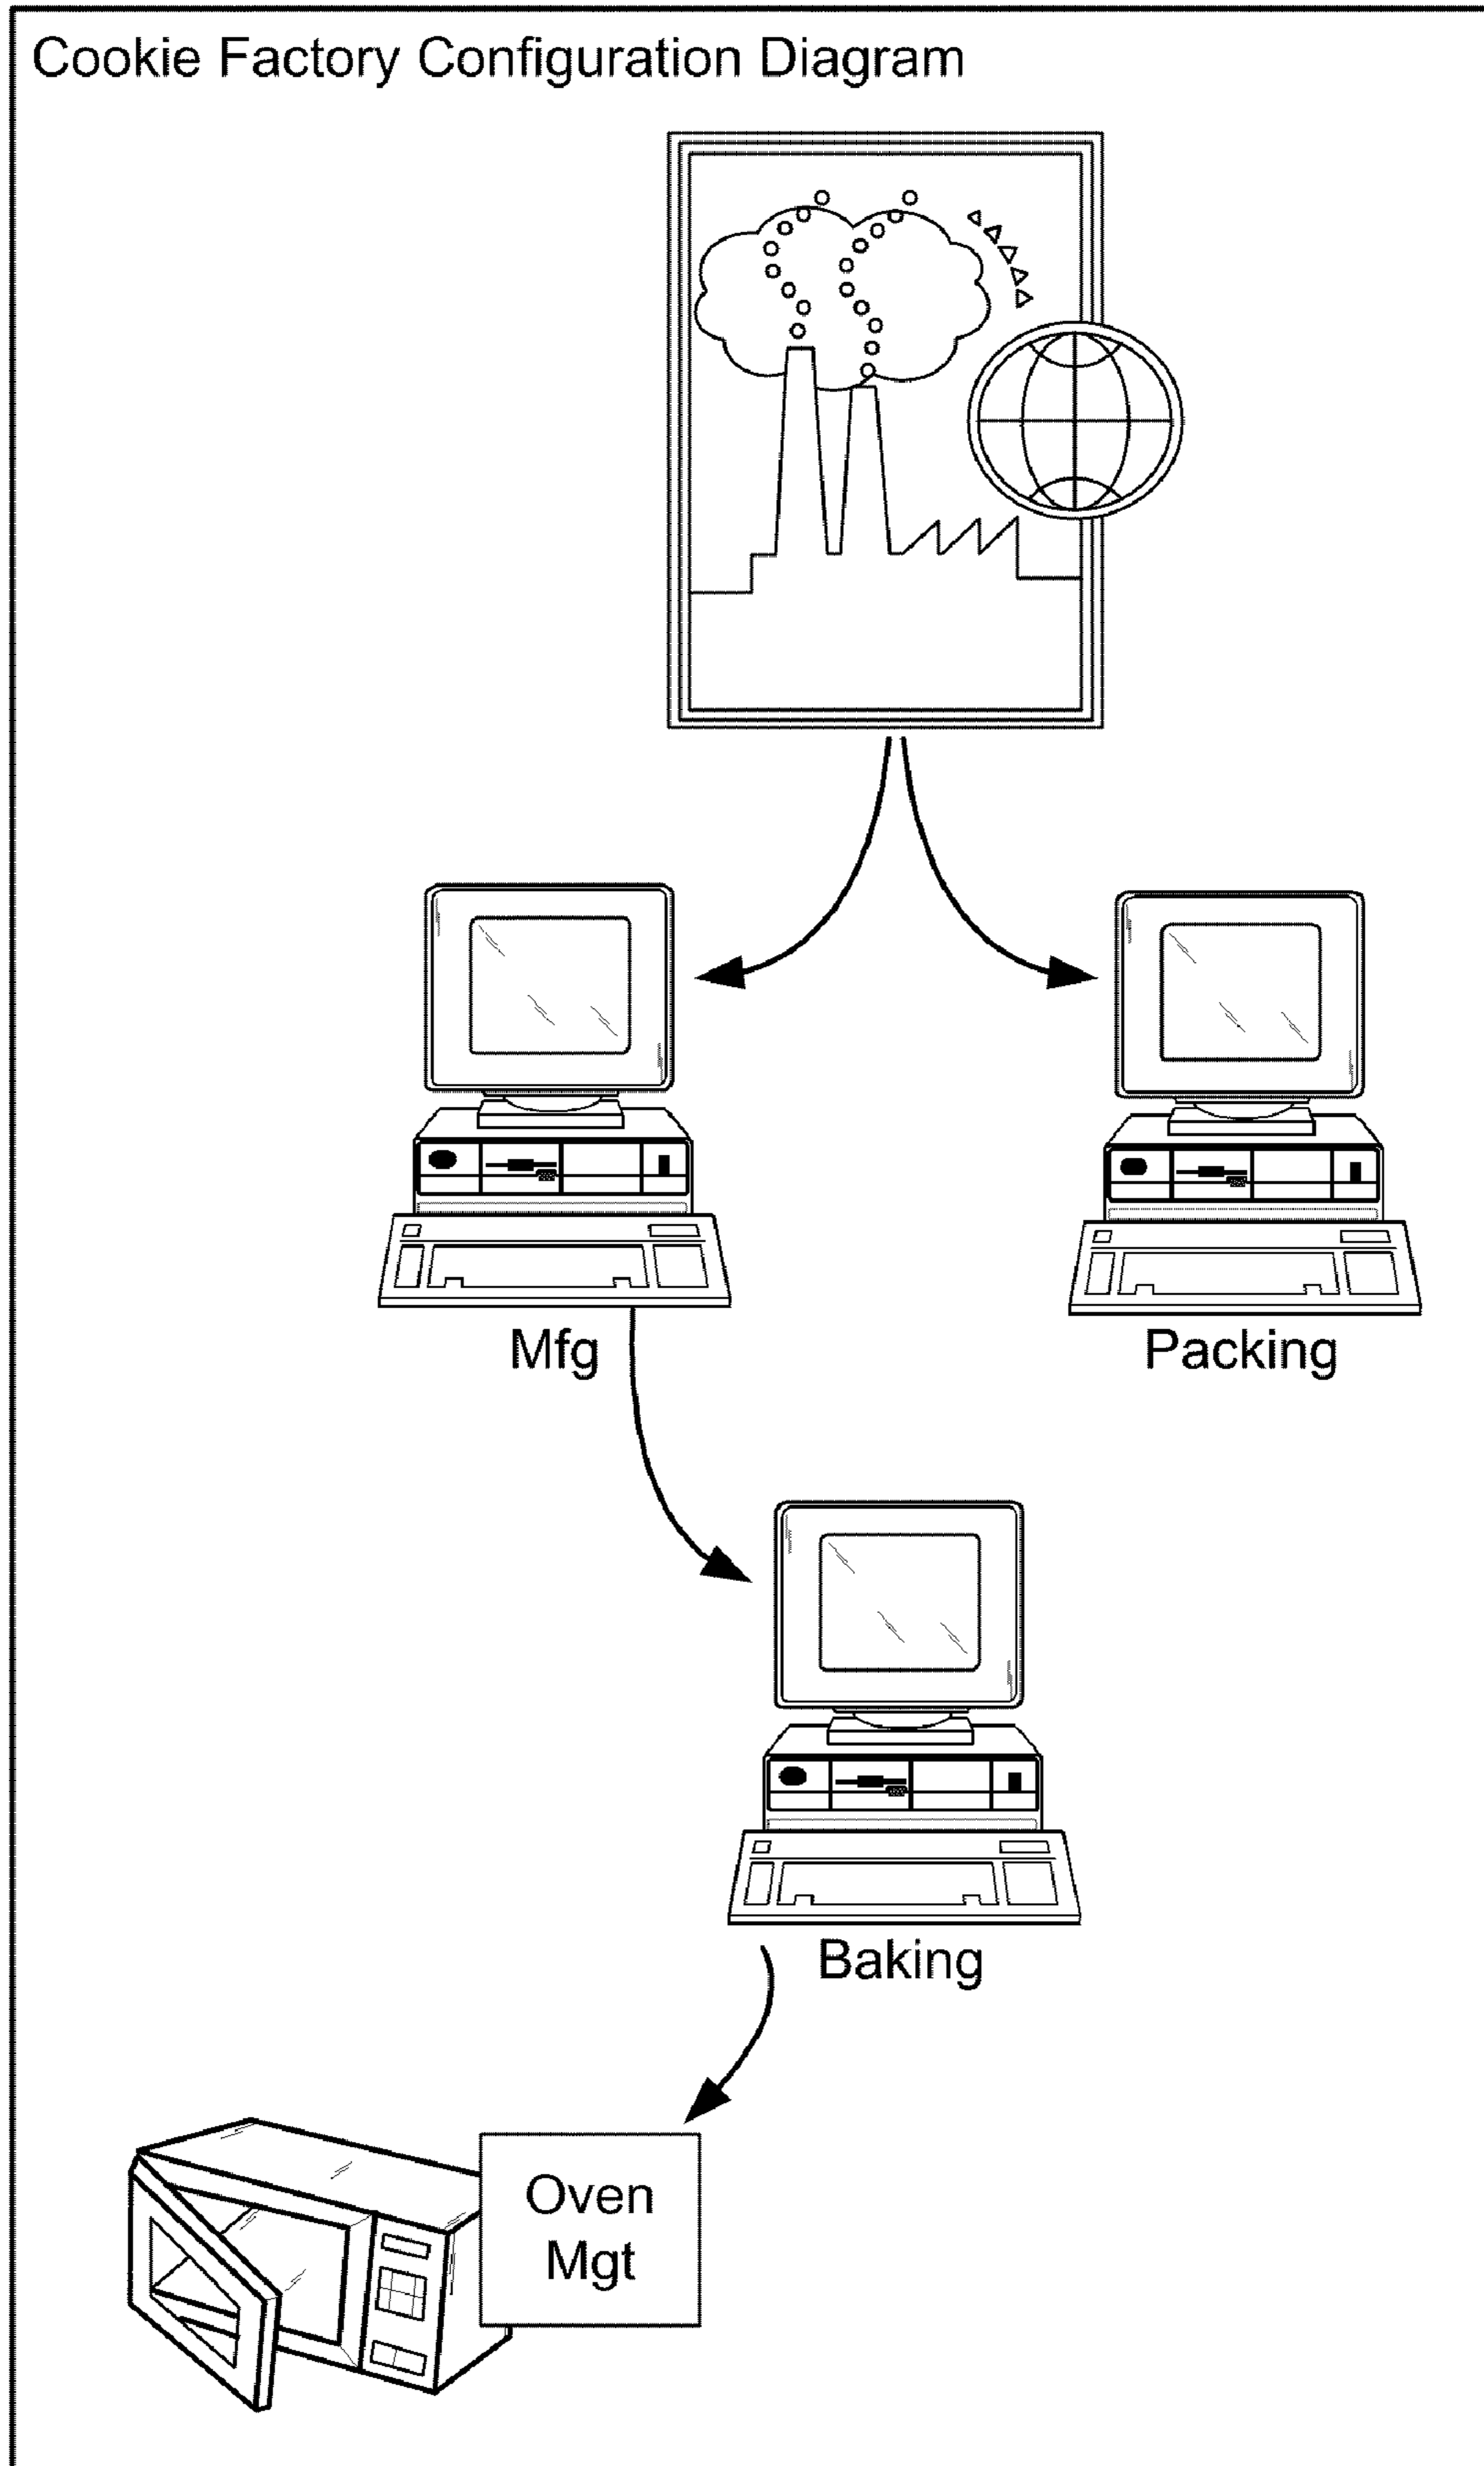 Cookie Factory Configuration Diagram
Mfg
Packing
Baking
Oven
Mgt